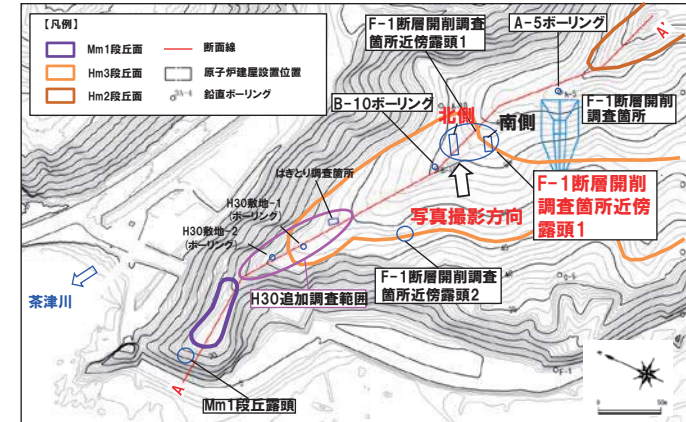 【凡例】
Mm1段丘面
断面線
Hm3段丘面
原子炉建屋設置位置
Hm2段丘面
鉛直ボーリング
F-1断層開削調査
箇所近傍露頭1
A-5ボーリング
A'
A-5
B-10ボーリング
北側
南側
F-1断層開削
調査箇所
はぎとり調査箇所
写真撮影方向
F-1断層開削
調査箇所近傍
露頭1
H30敷地-1
(ボーリング)
H30敷地-2
(ボーリング)
茶津川
H30追加調査範囲
F-1断層開削調査
箇所近傍露頭2
A
Mm1段丘露頭
F-1
0
50m